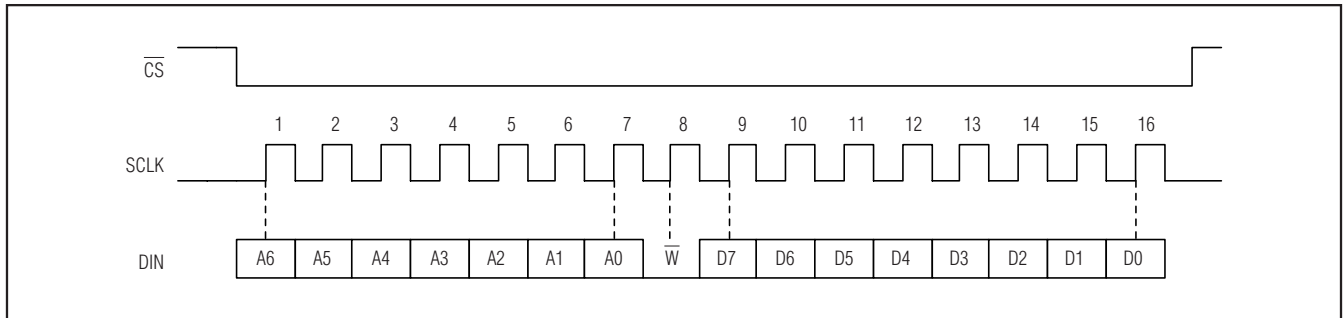 C̅S̅
1 2 3 4 5 6 7 8 9 10 11 12 13 14 15 16
SCLK
DIN A6 A5 A4 A3 A2 A1 A0 W̅ D7 D6 D5 D4 D3 D2 D1 D0